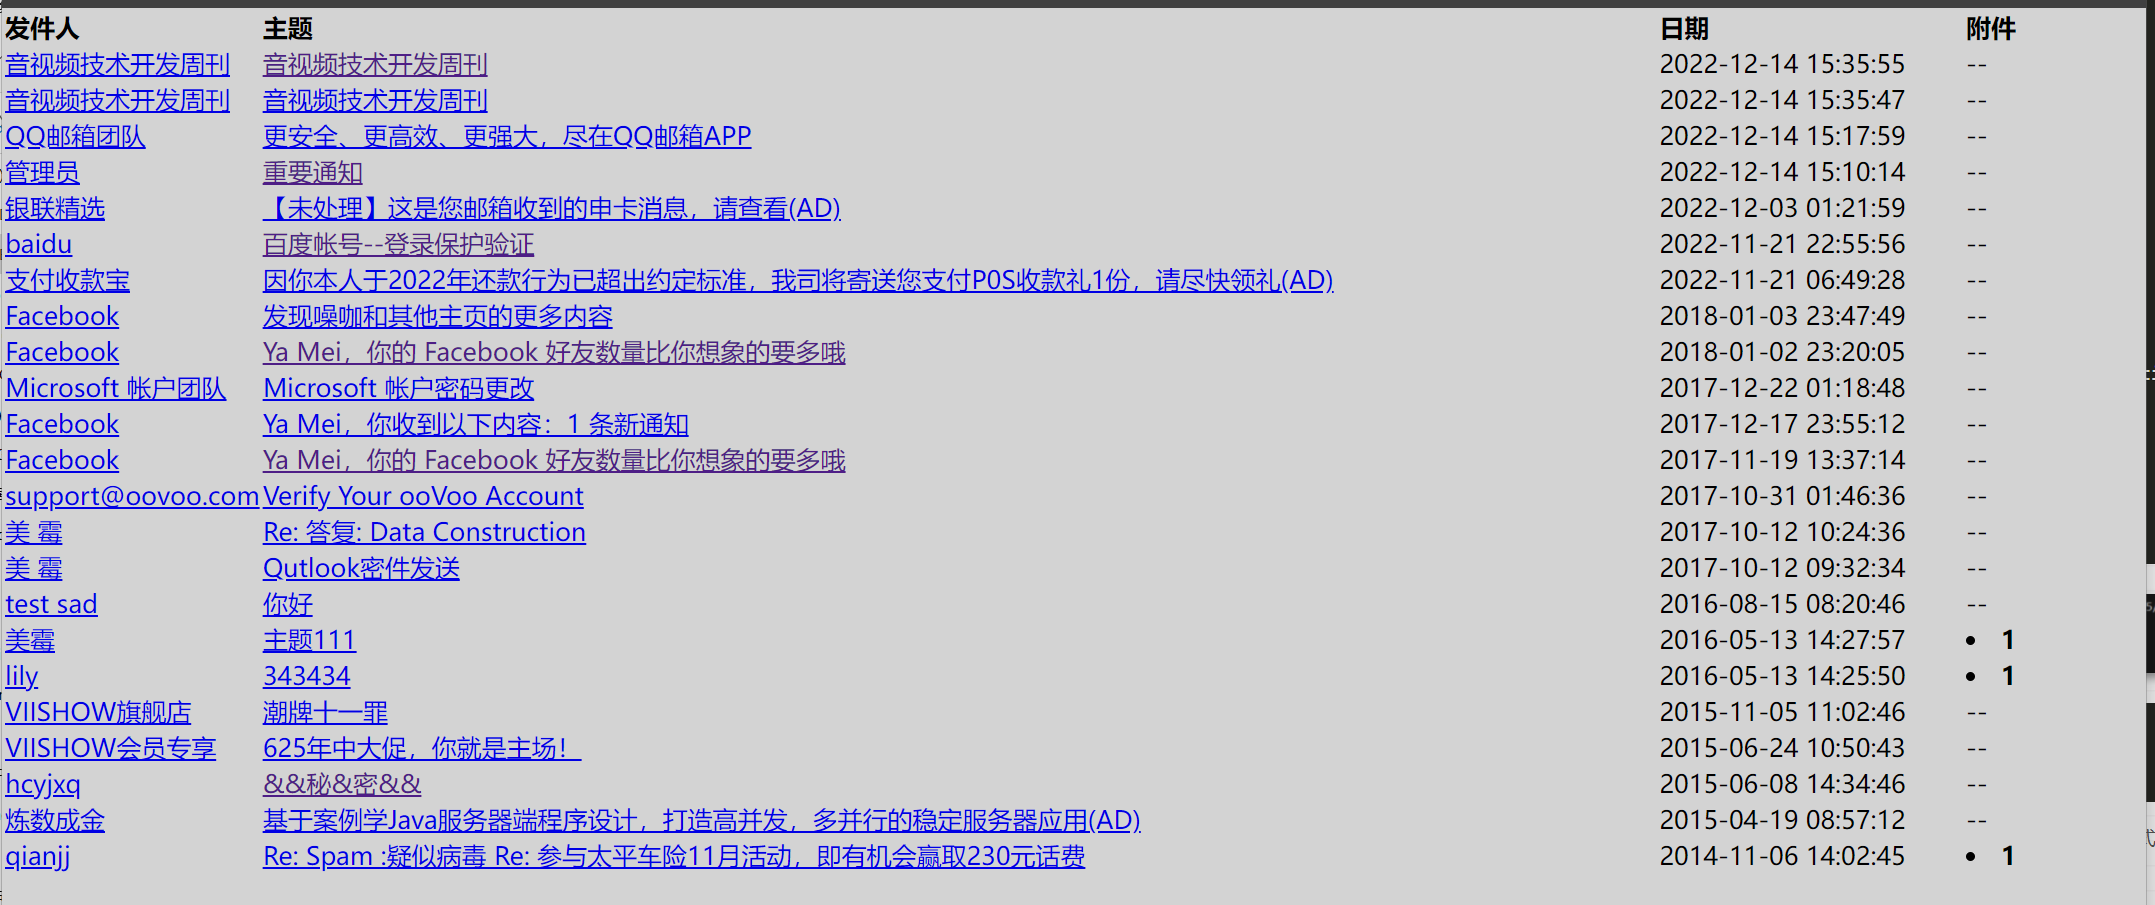 发件人 主题 日期 附件
音视频技术开发周刊 音视频技术开发周刊 2022-12-14 15:35:55 --
音视频技术开发周刊 音视频技术开发周刊 2022-12-14 15:35:47 --
QQ邮箱团队 更安全、更高效、更强大，尽在QQ邮箱APP 2022-12-14 15:17:59 --
管理员 重要通知 2022-12-14 15:10:14 --
银联精选 【未处理】这是您邮箱收到的申卡消息，请查看(AD) 2022-12-03 01:21:59 --
baidu 百度帐号--登录保护验证 2022-11-21 22:55:56 --
支付收款宝 因你本人于2022年还款行为已超出约定标准，我司将寄送您支付P0S收款礼1份，请尽快领礼(AD) 2022-11-21 06:49:28 --
Facebook 发现噪咖和其他主页的更多内容 2018-01-03 23:47:49 --
Facebook Ya Mei，你的 Facebook 好友数量比你想象的要多哦 2018-01-02 23:20:05 --
Microsoft 帐户团队 Microsoft 帐户密码更改 2017-12-22 01:18:48 --
Facebook Ya Mei，你收到以下内容：1 条新通知 2017-12-17 23:55:12 --
Facebook Ya Mei，你的 Facebook 好友数量比你想象的要多哦 2017-11-19 13:37:14 --
support@oovoo.com Verify Your ooVoo Account 2017-10-31 01:46:36 --
美 霉 Re: 答复: Data Construction 2017-10-12 10:24:36 --
美 霉 Qutlook密件发送 2017-10-12 09:32:34 --
test sad 你好 2016-08-15 08:20:46 --
美霉 主题111 2016-05-13 14:27:57 • 1
lily 343434 2016-05-13 14:25:50 • 1
VIISHOW旗舰店 潮牌十一罪 2015-11-05 11:02:46 --
VIISHOW会员专享 625年中大促，你就是主场！ 2015-06-24 10:50:43 --
hcyjxq &&秘&密&& 2015-06-08 14:34:46 --
炼数成金 基于案例学Java服务器端程序设计，打造高并发，多并行的稳定服务器应用(AD) 2015-04-19 08:57:12 --
qianjj Re: Spam :疑似病毒 Re: 参与太平车险11月活动，即有机会赢取230元话费 2014-11-06 14:02:45 • 1